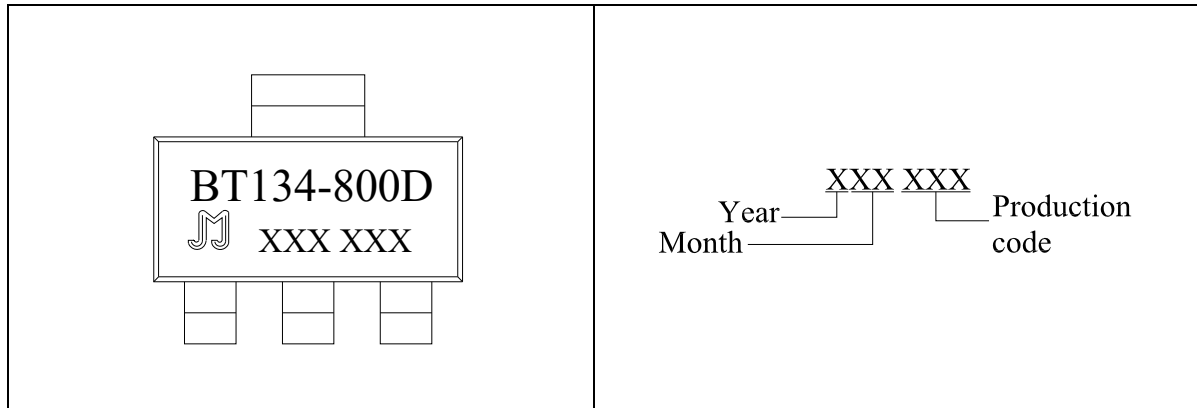 BT134-800D
XXX XXX
XXX XXX
Year
Month
Production
code